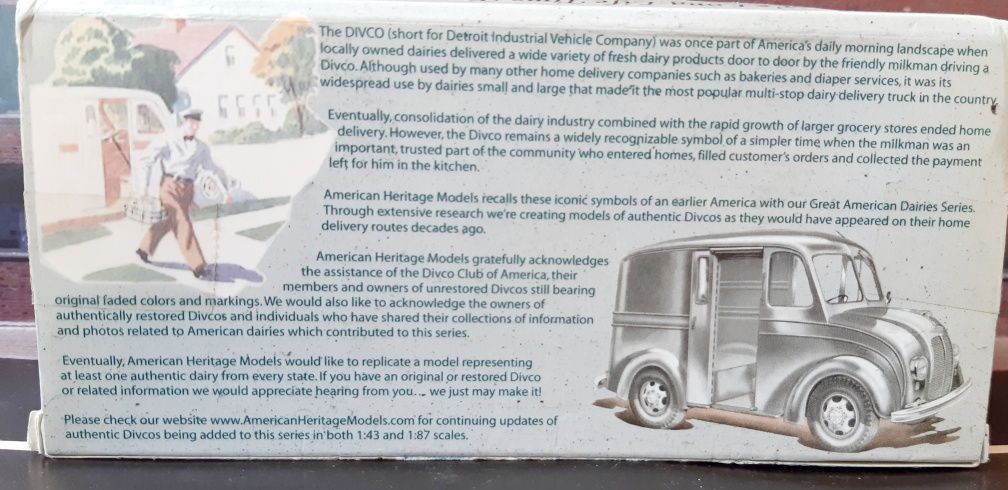 The DIVCO (short for Detroit Industrial Vehicle Company) was once part of America's daily morning landscape when
locally owned dairies delivered a wide variety of fresh dairy products door to door by the friendly milkman driving a
Divco. Although used by many other home delivery companies such as bakeries and diaper services, it was its
widespread use by dairies small and large that made it the most popular multi-stop dairy delivery truck in the country.
Eventually, consolidation of the dairy industry combined with the rapid growth of larger grocery stores ended home
delivery. However, the Divco remains a widely recognizable symbol of a simpler time when the milkman was an
important, trusted part of the community who entered homes, filled customer's orders and collected the payment
left for him in the kitchen.
American Heritage Models recalls these iconic symbols of an earlier America with our Great American Dairies Series.
Through extensive research we're creating models of authentic Divcos as they would have appeared on their home
delivery routes decades ago.
American Heritage Models gratefully acknowledges
the assistance of the Divco Club of America, their
members and owners of unrestored Divcos still bearing
original faded colors and markings. We would also like to acknowledge the owners of
authentically restored Divcos and individuals who have shared their collections of information
and photos related to American dairies which contributed to this series.
Eventually, American Heritage Models would like to replicate a model representing
at least one authentic dairy from every state. If you have an original or restored Divco
or related information we would appreciate hearing from you... we just may make it!
Please check our website www.AmericanHeritageModels.com for continuing updates of
authentic Divcos being added to this series in both 1:43 and 1:87 scales.